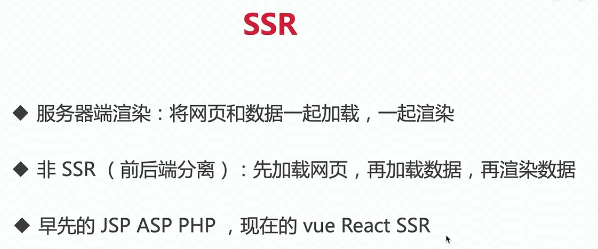 SSR
◆ 服务器端渲染：将网页和数据一起加载，一起渲染
◆ 非 SSR（前后端分离）：先加载网页，再加载数据，再渲染数据
◆ 早先的 JSP ASP PHP ，现在的 vue React SSR